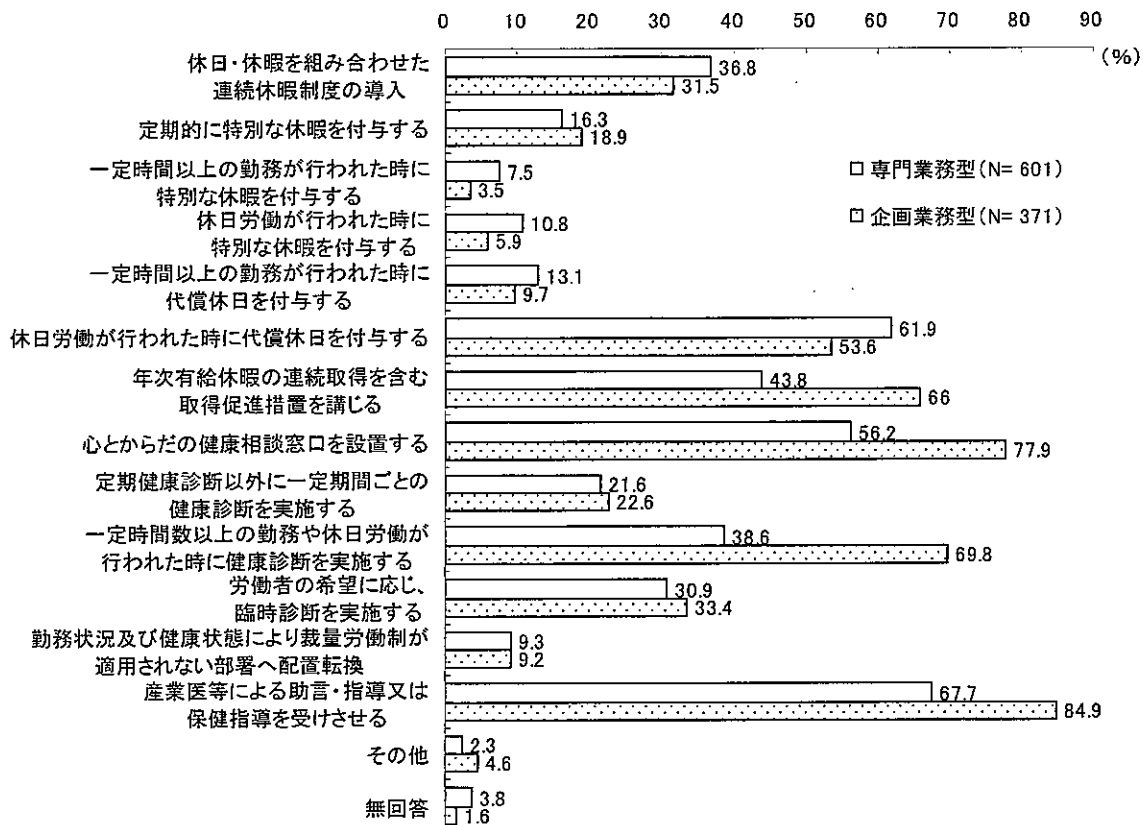 0 10 20 30 40 50 60 70 80 90
(%)
休日・休暇を組み合わせた
連続休暇制度の導入
36.8
31.5
定期的に特別な休暇を付与する
16.3
18.9
一定時間以上の勤務が行われた時に
特別な休暇を付与する
7.5
3.5
□専門業務型(N= 601)
□企画業務型(N= 371)
休日労働が行われた時に
特別な休暇を付与する
10.8
5.9
一定時間以上の勤務が行われた時に
代償休日を付与する
13.1
9.7
休日労働が行われた時に代償休日を付与する
61.9
53.6
年次有給休暇の連続取得を含む
取得促進措置を講じる
43.8
66
心とからだの健康相談窓口を設置する
56.2
77.9
定期健康診断以外に一定期間ごとの
健康診断を実施する
21.6
22.6
一定時間数以上の勤務や休日労働が
行われた時に健康診断を実施する
38.6
69.8
労働者の希望に応じ、
臨時診断を実施する
30.9
33.4
勤務状況及び健康状態により裁量労働制が
適用されない部署へ配置転換
9.3
9.2
産業医等による助言・指導又は
保健指導を受けさせる
67.7
84.9
その他
2.3
4.6
無回答
3.8
1.6